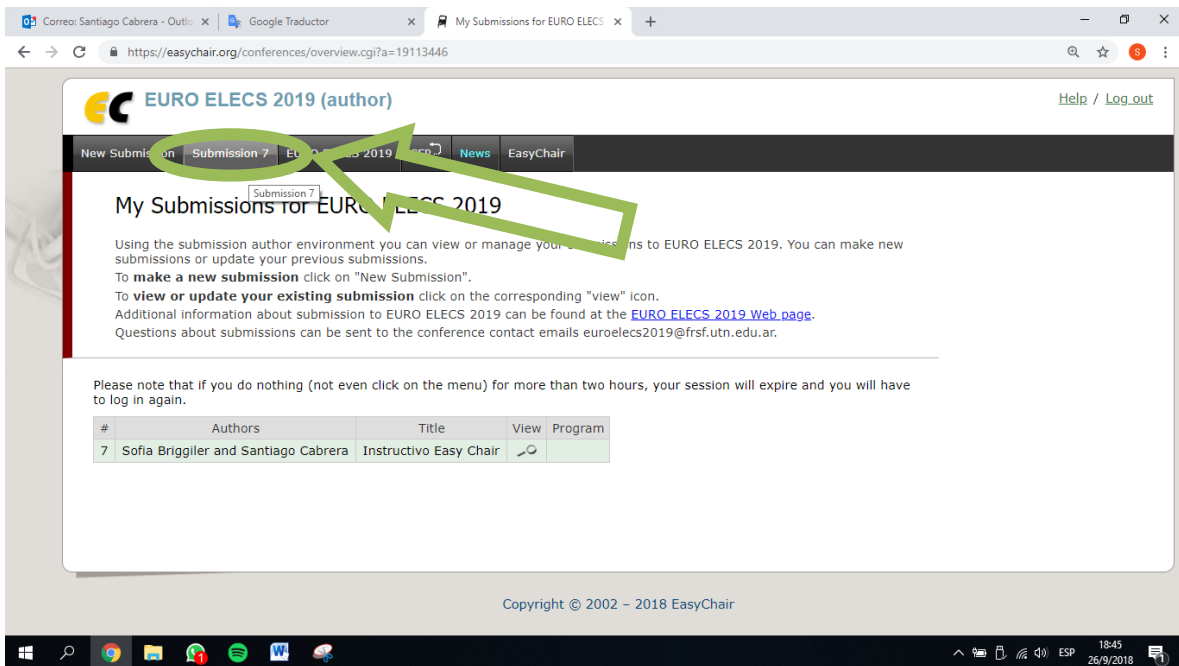 Correo: Santiago Cabrera - Outlo
Google Traductor
My Submissions for EURO ELECS
https://easychair.org/conferences/overview.cgi?a=19113446
S
EC
EURO ELECS 2019 (author)
Help / Log out
New Submission
Submission 7
2019
News
EasyChair
Submission 7
My Submissions for EURO ELECS 2019
Using the submission author environment you can view or manage your submissions to EURO ELECS 2019. You can make new
submissions or update your previous submissions.
To make a new submission click on "New Submission".
To view or update your existing submission click on the corresponding "view" icon.
Additional information about submission to EURO ELECS 2019 can be found at the EURO ELECS 2019 Web page.
Questions about submissions can be sent to the conference contact emails euroelecs2019@frsf.utn.edu.ar.
Please note that if you do nothing (not even click on the menu) for more than two hours, your session will expire and you will have
to log in again.
# Authors Title View Program
7 Sofia Briggiler and Santiago Cabrera Instructivo Easy Chair
Copyright © 2002 – 2018 EasyChair
1
ESP
18:45
26/9/2018
1